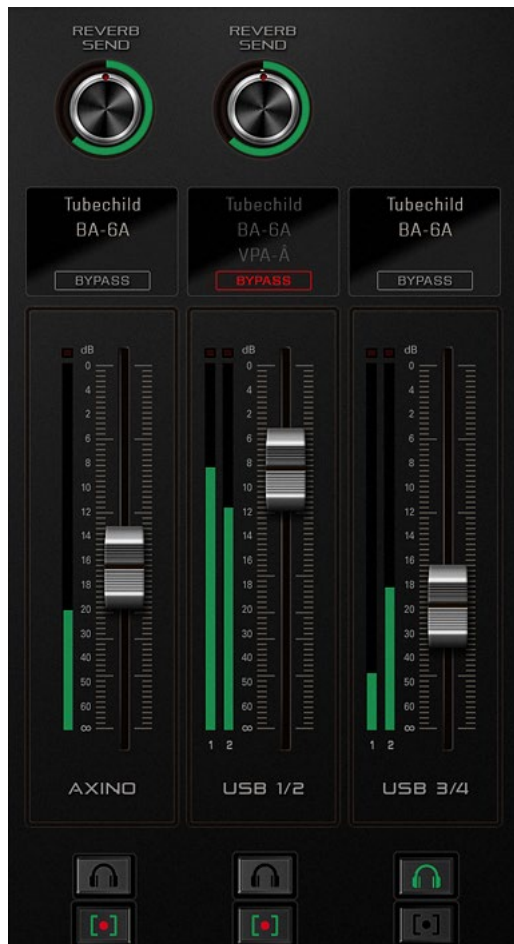 REVERB
SEND
REVERB
SEND
Tubechild
BA-6A
BYPASS
Tubechild
BA-6A
VPA-Â
BYPASS
Tubechild
BA-6A
BYPASS
dB
0
4
2
6
8
10
12
14
16
18
20
30
40
50
60
∞
AXINO
dB
0
4
2
6
8
10
12
14
16
18
20
30
40
50
60
∞
1 2
USB 1/2
dB
0
4
2
6
8
10
12
14
16
18
20
30
40
50
60
∞
1 2
USB 3/4